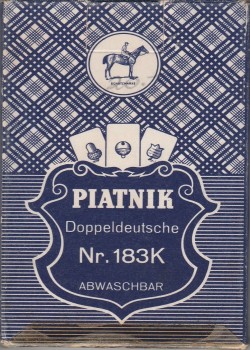 PIATNIK
Doppeldeutsche
Nr. 183K
ABWASCHBAR